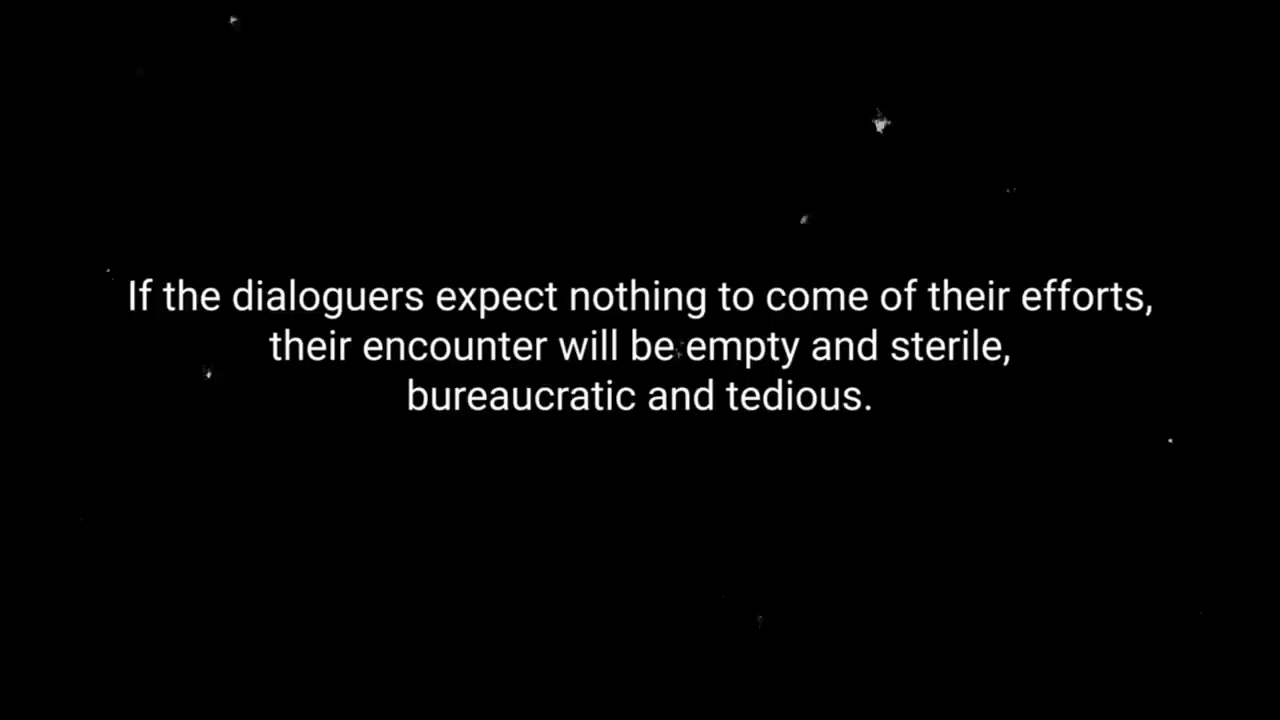 If the dialoguers expect nothing to come of their efforts,
their encounter will be empty and sterile,
bureaucratic and tedious.